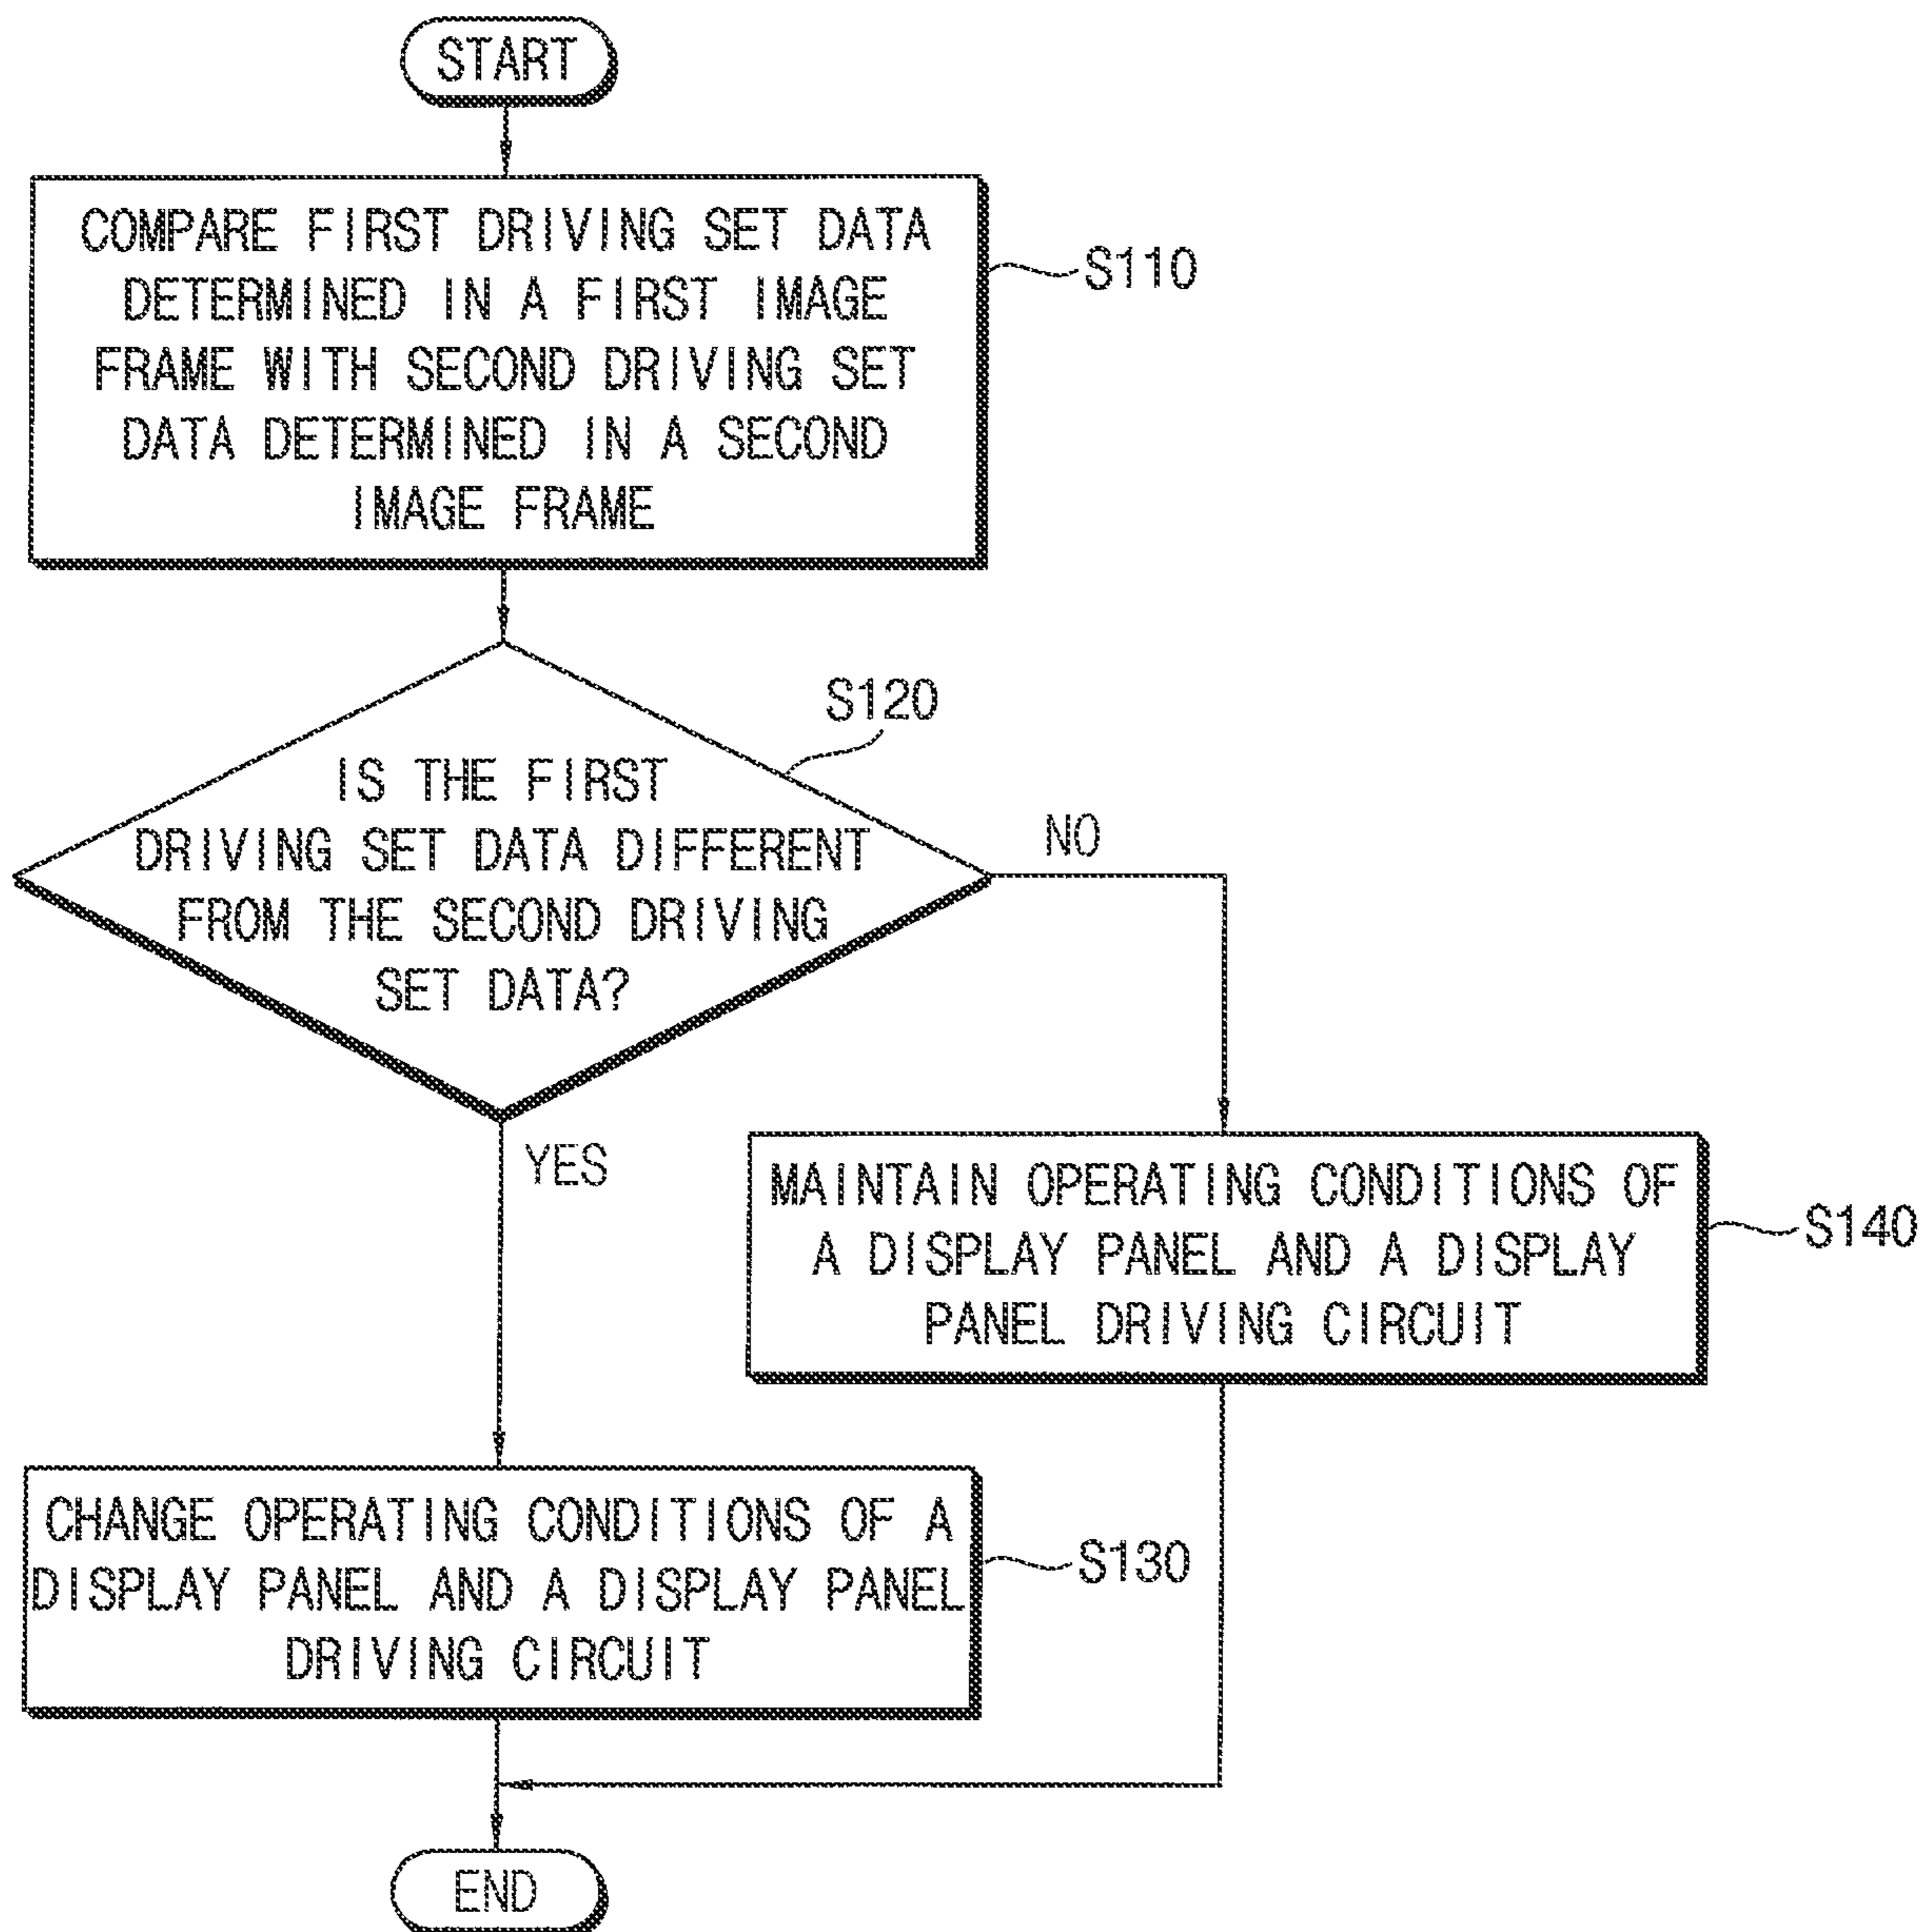 START
COMPARE FIRST DRIVING SET DATA
DETERMINED IN A FIRST IMAGE
FRAME WITH SECOND DRIVING SET
DATA DETERMINED IN A SECOND
IMAGE FRAME
S110
S120
IS THE FIRST
DRIVING SET DATA DIFFERENT
FROM THE SECOND DRIVING
SET DATA?
NO
YES
MAINTAIN OPERATING CONDITIONS OF
A DISPLAY PANEL AND A DISPLAY
PANEL DRIVING CIRCUIT
S140
CHANGE OPERATING CONDITIONS OF A
DISPLAY PANEL AND A DISPLAY PANEL
DRIVING CIRCUIT
S130
END